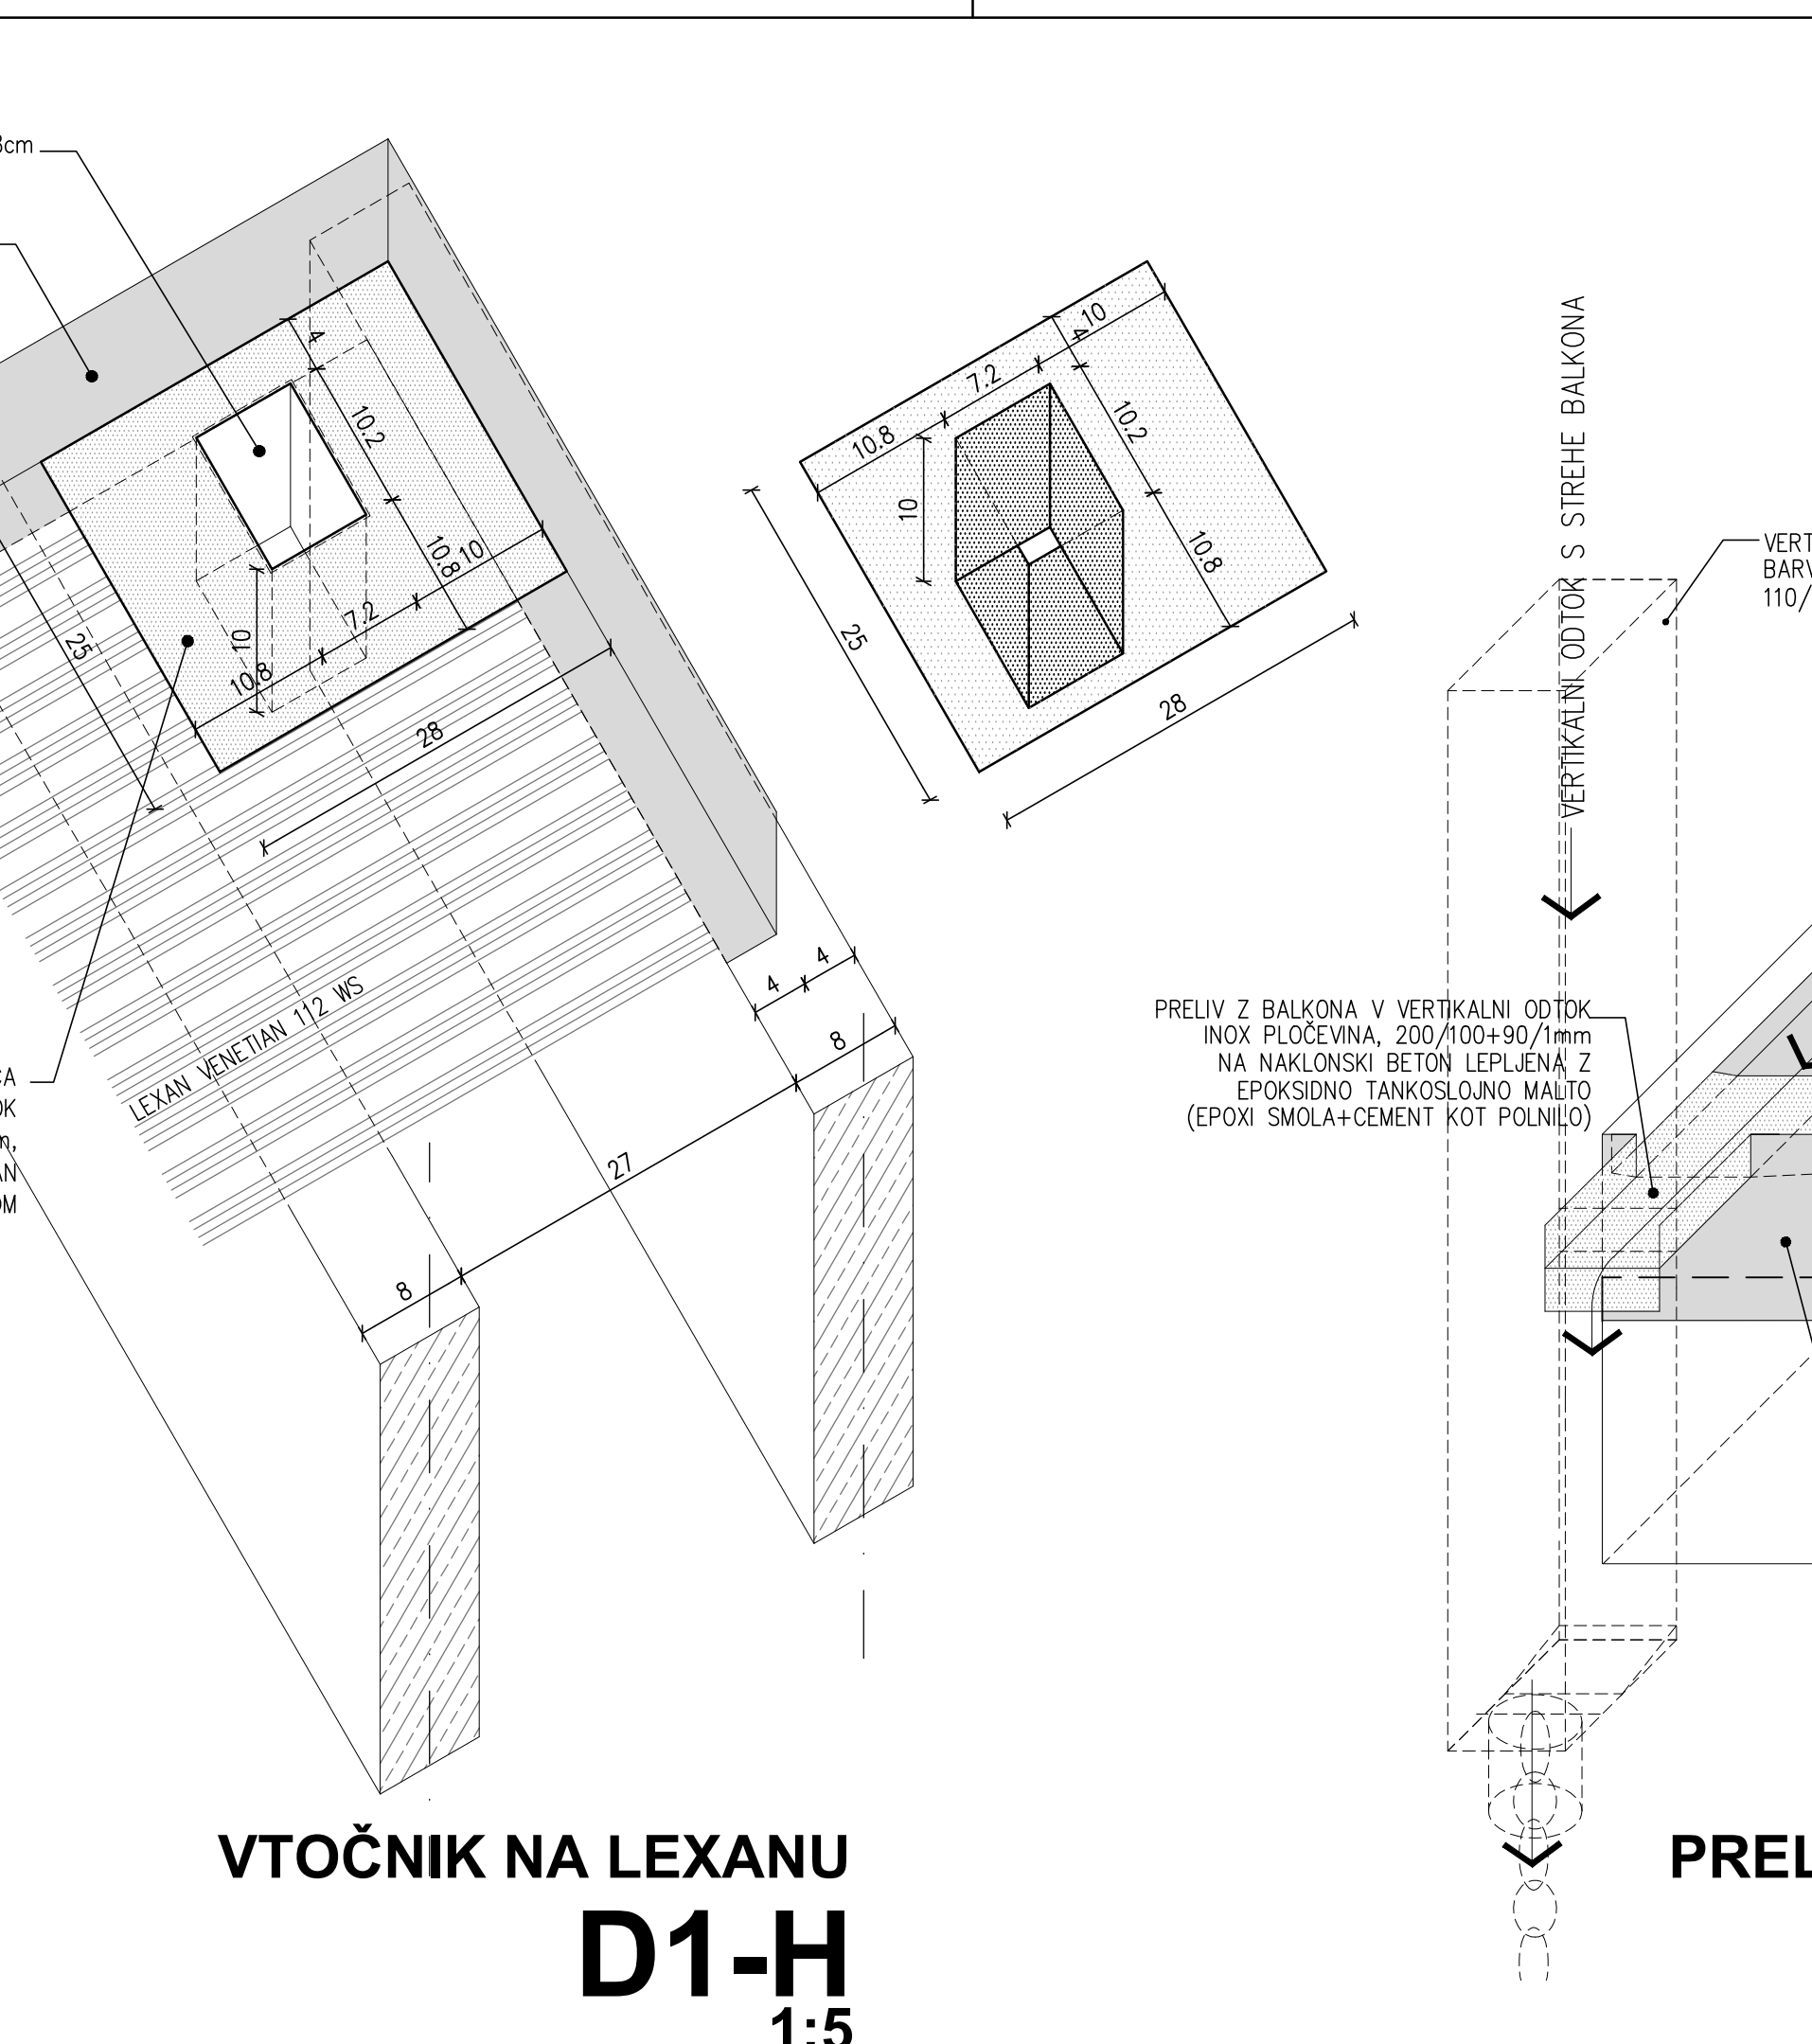 3cm
4
10.2
10.8
10
7.2
10.8
10
25
28
LEXAN VENETIAN 112 WS
CA
OK
m,
AN
OM
4
4
8
27
8
10
4
7.2
10.8
10
10.2
10.8
25
28
VERTIKALNI ODTOK S STREHE BALKONA
VERT
BARV
110/
PRELIV Z BALKONA V VERTIKALNI ODTOK
INOX PLOČEVINA, 200/100+90/1mm
NA NAKLONSKI BETON LEPLJENA Z
EPOKSIDNO TANKOSLOJNO MALTO
(EPOXI SMOLA+CEMENT KOT POLNILO)
VTOČNIK NA LEXANU
D1-H
1:5
PREL